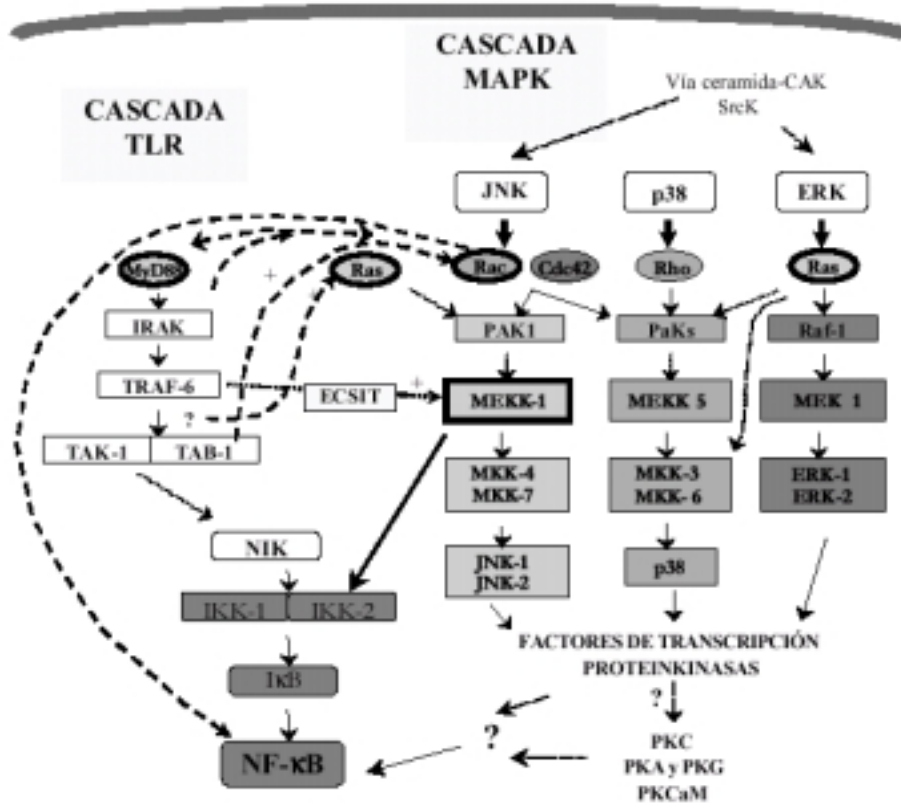 CASCADA
MAPK
CASCADA
TLR
Vía ceramida-CAK
SrcK
JNK
p38
ERK
MyD88
+
Ras
Rac
Cdc42
Rho
Ras
IRAK
PAK1
PaKs
Raf-1
TRAF-6
ECSIT
+
MEKK-1
MEKK 5
MEK 1
?
TAK-1
TAB-1
MKK-4
MKK-7
MKK-3
MKK- 6
ERK-1
ERK-2
NIK
JNK-1
JNK-2
p38
IKK-1
IKK-2
FACTORES DE TRANSCRIPCIÓN
PROTEINKINASAS
IκB
?
?
NF-κB
PKC
PKA y PKG
PKCaM